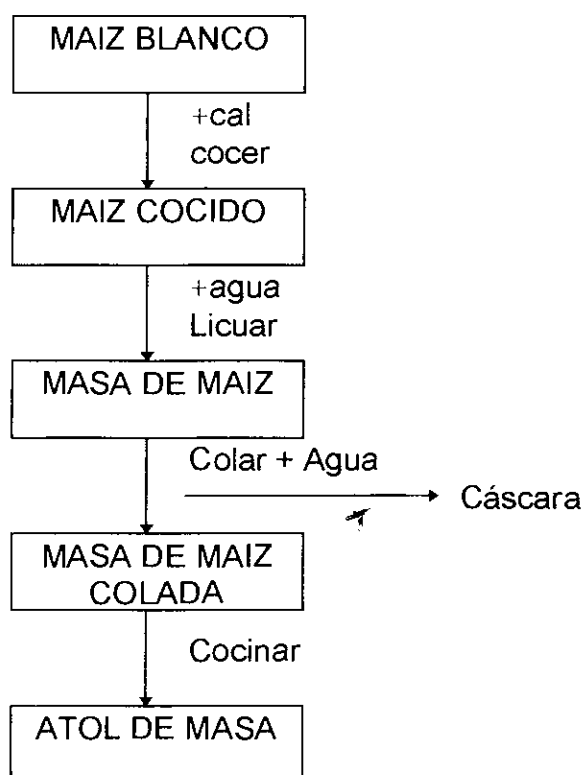 MAIZ BLANCO
+cal
cocer
MAIZ COCIDO
+agua
Licuar
MASA DE MAIZ
Colar + Agua
Cáscara
MASA DE MAIZ
COLADA
Cocinar
ATOL DE MASA